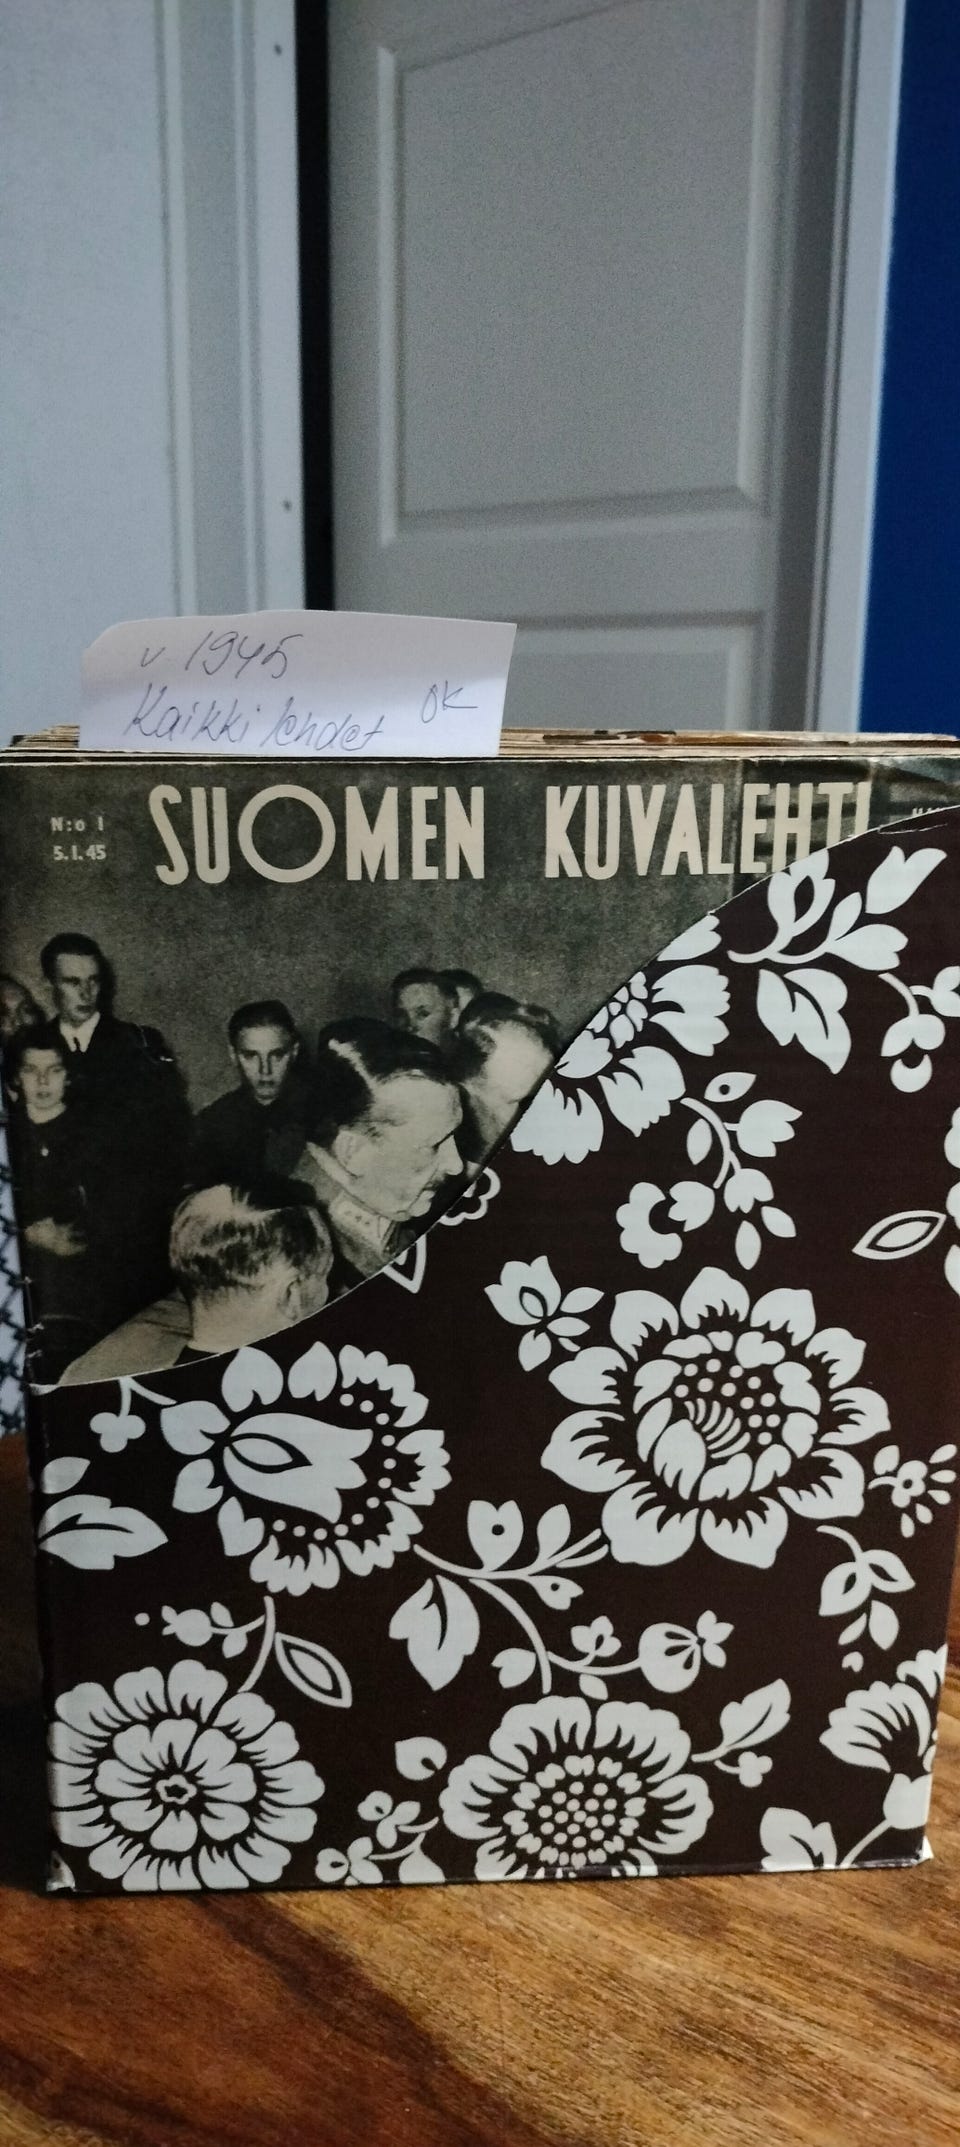 v. 1945
Kaikki lehdet OK
N:o 1
5.1.45
SUOMEN KUVALEHTI